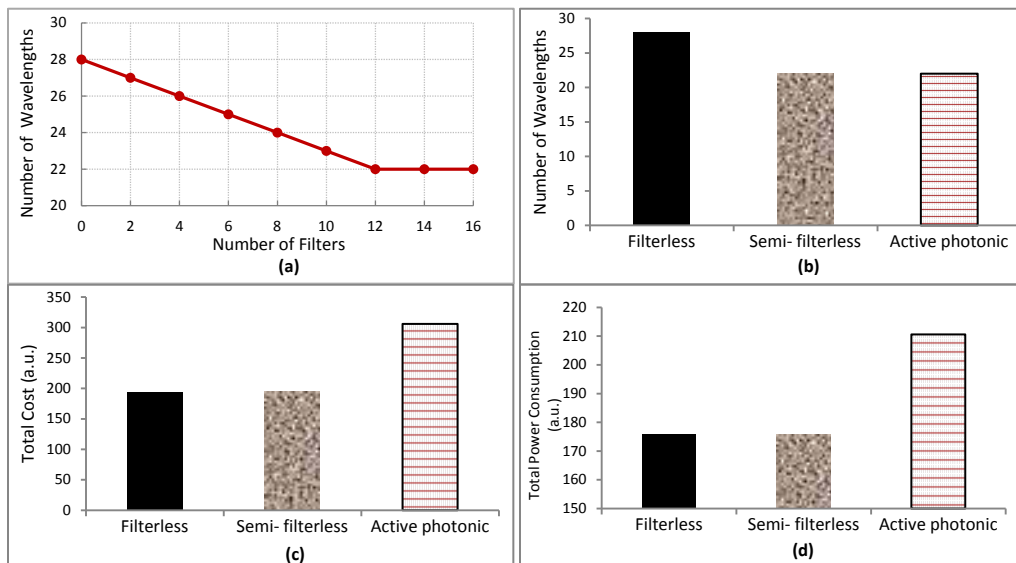 Number of Wavelengths
30
28
26
24
22
20
0 2 4 6 8 10 12 14 16
Number of Filters
(a)
Number of Wavelengths
30
25
20
15
10
5
0
Filterless Semi- filterless Active photonic
(b)
Total Cost (a.u.)
350
300
250
200
150
100
50
0
Filterless Semi- filterless Active photonic
(c)
Total Power Consumption
(a.u.)
220
210
200
190
180
170
160
150
Filterless Semi- filterless Active photonic
(d)